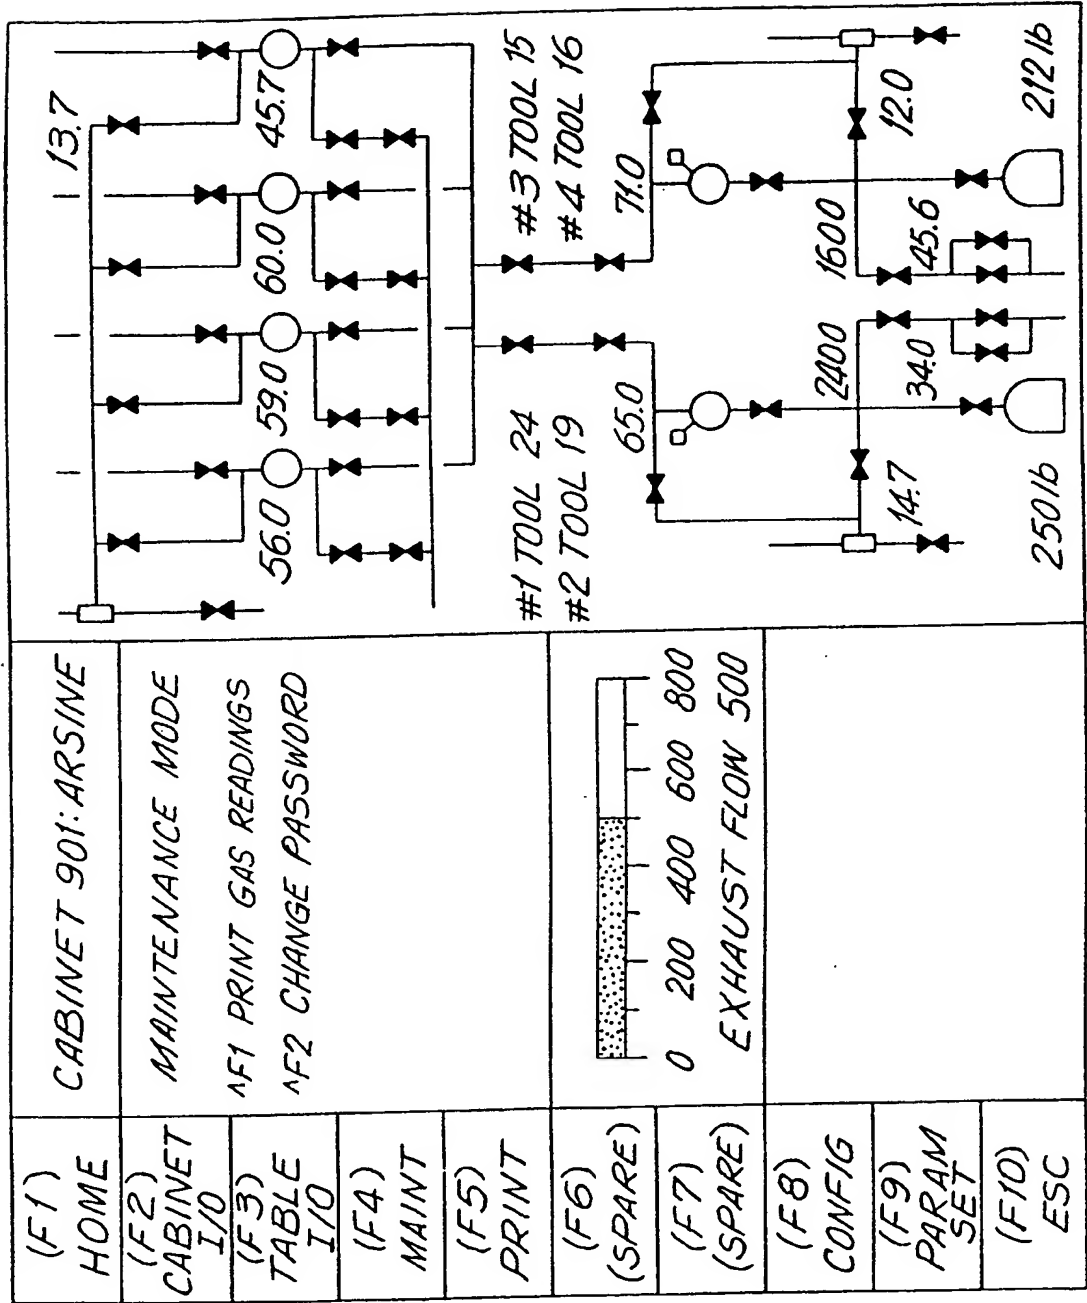 (F1)
HOME
(F2)
CABINET
I/O
(F3)
TABLE
I/O
(F4)
MAINT
(F5)
PRINT
(F6)
(SPARE)
(F7)
(SPARE)
(F8)
CONFIG
(F9)
PARAM
SET
(F10)
ESC
CABINET 901: ARSINE
MAINTENANCE MODE
^F1 PRINT GAS READINGS
^F2 CHANGE PASSWORD
0 200 400 600 800
EXHAUST FLOW 500
13.7
56.0 59.0 60.0 45.7
#1 TOOL 24
#2 TOOL 19
#3 TOOL 15
#4 TOOL 16
65.0 71.0
2400 1600
14.7 34.0 45.6 12.0
250 lb 212 lb